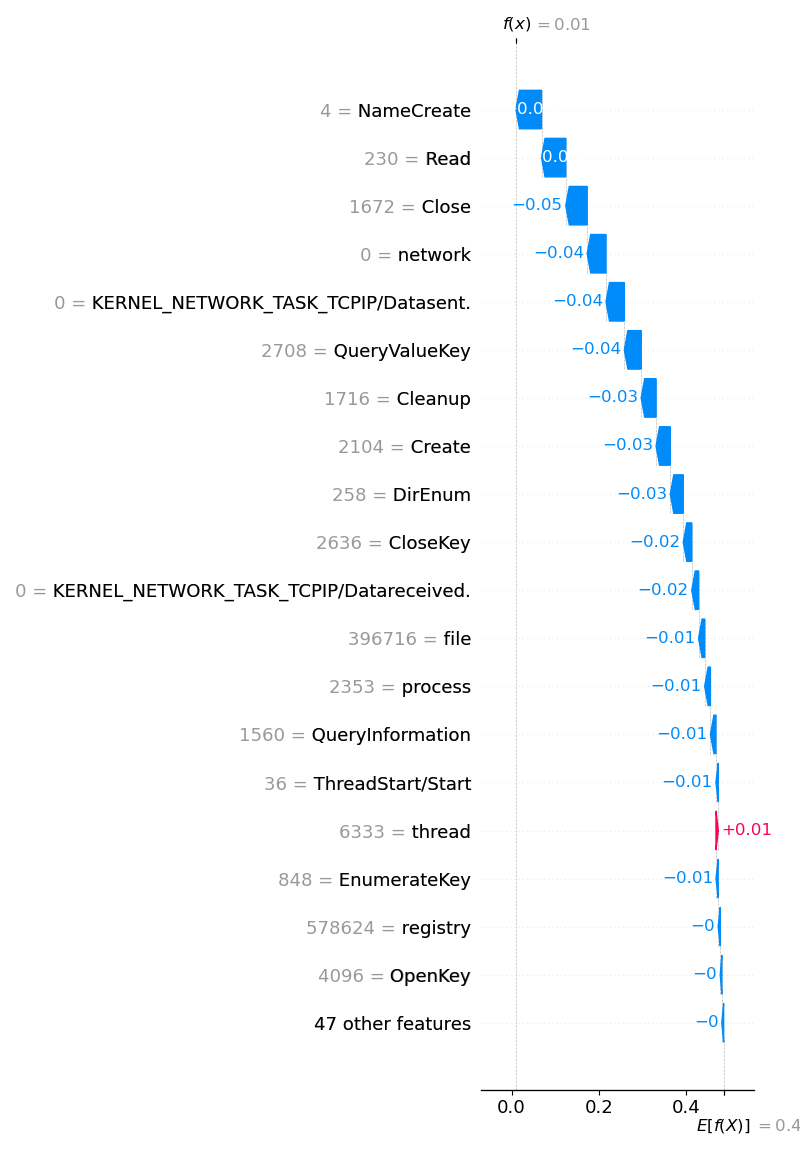 f(x) = 0.01
4 = NameCreate
230 = Read
1672 = Close −0.05
0 = network −0.04
0 = KERNEL_NETWORK_TASK_TCPIP/Datasent. −0.04
2708 = QueryValueKey −0.04
1716 = Cleanup −0.03
2104 = Create −0.03
258 = DirEnum −0.03
2636 = CloseKey −0.02
0 = KERNEL_NETWORK_TASK_TCPIP/Datareceived. −0.02
396716 = file −0.01
2353 = process −0.01
1560 = QueryInformation −0.01
36 = ThreadStart/Start −0.01
6333 = thread +0.01
848 = EnumerateKey −0.01
578624 = registry −0
4096 = OpenKey −0
47 other features −0
0.0 0.2 0.4
E[f(X)] = 0.4